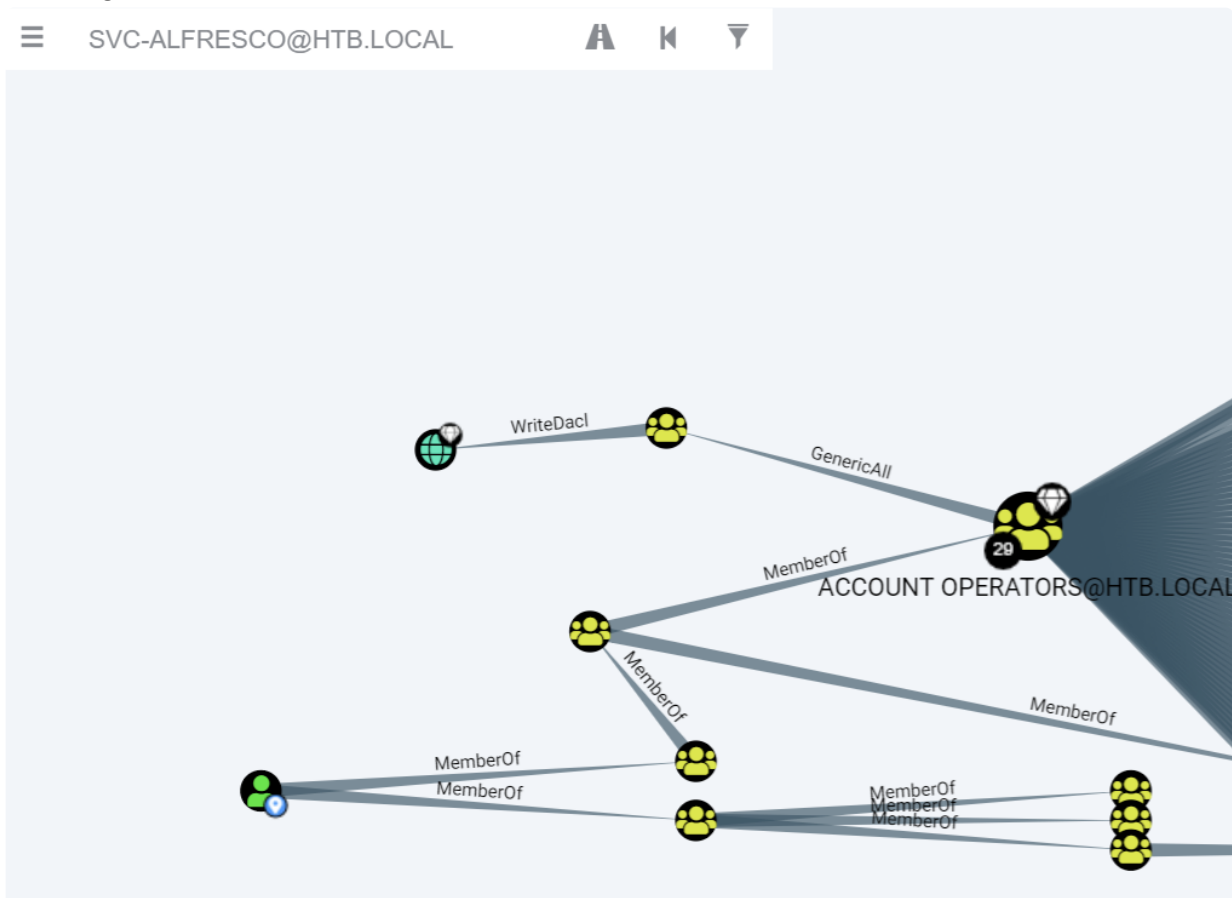 SVC-ALFRESCO@HTB.LOCAL
WriteDacl
GenericAll
29
MemberOf
ACCOUNT OPERATORS@HTB.LOCAL
MemberOf
MemberOf
MemberOf
MemberOf
MemberOf
MemberOf
MemberOf